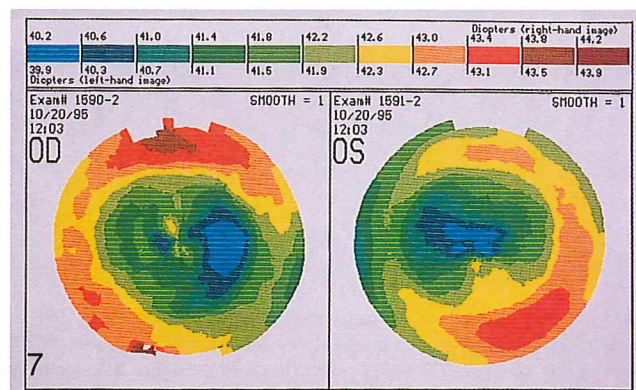 Diopters (right-hand image)
40.2 40.6 41.0 41.4 41.8 42.2 42.6 43.0 43.4 43.8 44.2
39.9 40.3 40.7 41.1 41.5 41.9 42.3 42.7 43.1 43.5 43.9
Diopters (left-hand image)
Exam# 1590-2 SMOOTH = 1
10/20/95
12:03
OD
Exam# 1591-2 SMOOTH = 1
10/20/95
12:03
OS
7